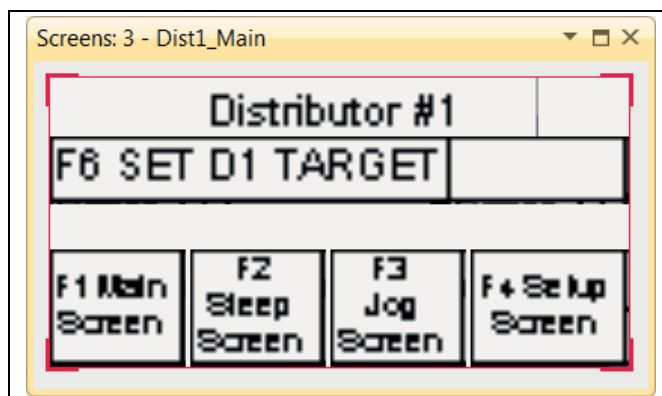 Screens: 3 - Dist1_Main
Distributor #1
F6 SET D1 TARGET
F1 Main
Screen
F2
Sleep
Screen
F3
Jog
Screen
F4 Setup
Screen